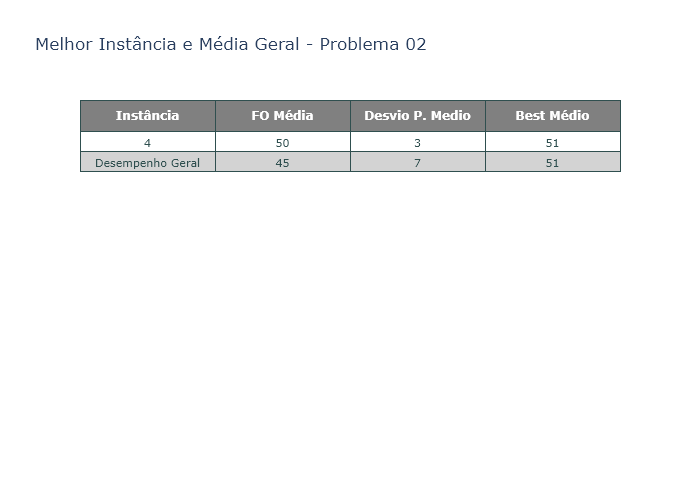 Melhor Instância e Média Geral - Problema 02
Instância FO Média Desvio P. Medio Best Médio
4 50 3 51
Desempenho Geral 45 7 51